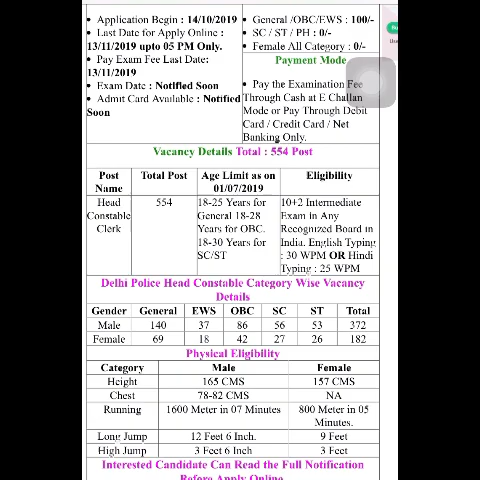 • Application Begin : 14/10/2019
• Last Date for Apply Online :
13/11/2019 upto 05 PM Only.
• Pay Exam Fee Last Date:
13/11/2019
• Exam Date : Notified Soon
• Admit Card Available : Notified
Soon
• General /OBC/EWS : 100/-
• SC / ST / PH : 0/-
• Female All Category : 0/-
Payment Mode
• Pay the Examination Fee
Through Cash at E Challan
Mode or Pay Through Debit
Card / Credit Card / Net
Banking Only.
Vacancy Details Total : 554 Post
Post Name Total Post Age Limit as on 01/07/2019 Eligibility
Head Constable Clerk
554
18-25 Years for
General 18-28
Years for OBC.
18-30 Years for
SC/ST
10+2 Intermediate
Exam in Any
Recognized Board in
India. English Typing
: 30 WPM OR Hindi
Typing : 25 WPM
Delhi Police Head Constable Category Wise Vacancy
Details
Gender General EWS OBC SC ST Total
Male 140 37 86 56 53 372
Female 69 18 42 27 26 182
Physical Eligibility
Category Male Female
Height 165 CMS 157 CMS
Chest 78-82 CMS NA
Running 1600 Meter in 07 Minutes 800 Meter in 05
Minutes.
Long Jump 12 Feet 6 Inch. 9 Feet
High Jump 3 Feet 6 Inch 3 Feet
Interested Candidate Can Read the Full Notification
Before Apply Online